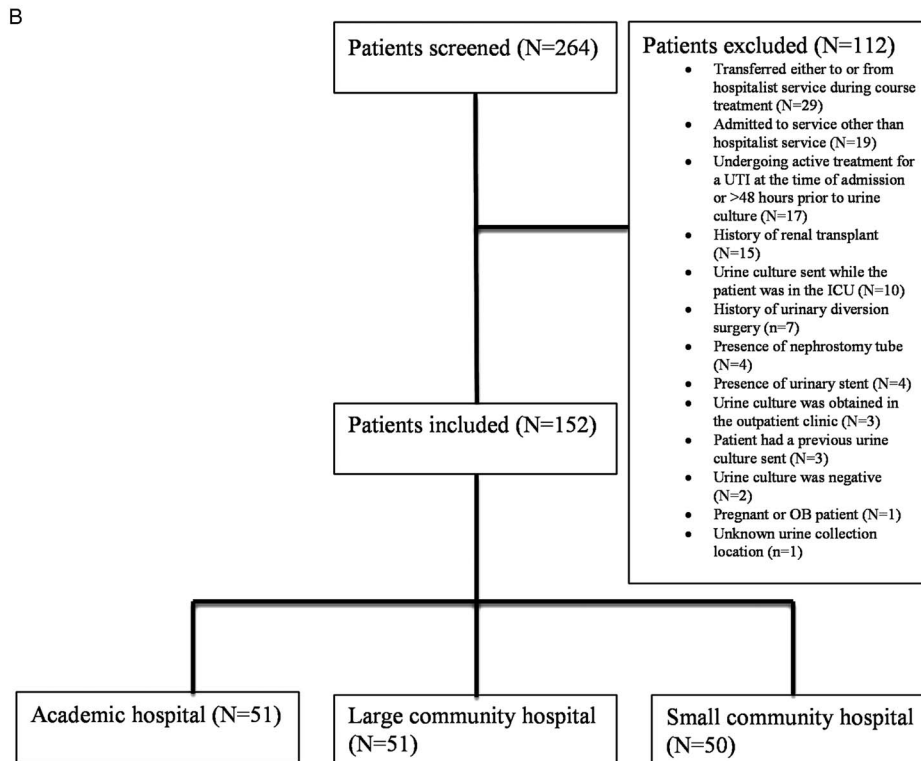 B
Patients screened (N=264)
Patients excluded (N=112)
• Transferred either to or from
hospitalist service during course
treatment (N=29)
• Admitted to service other than
hospitalist service (N=19)
• Undergoing active treatment for
a UTI at the time of admission
or >48 hours prior to urine
culture (N=17)
• History of renal transplant
(N=15)
• Urine culture sent while the
patient was in the ICU (N=10)
• History of urinary diversion
surgery (n=7)
• Presence of nephrostomy tube
(N=4)
• Presence of urinary stent (N=4)
• Urine culture was obtained in
the outpatient clinic (N=3)
• Patient had a previous urine
culture sent (N=3)
• Urine culture was negative
(N=2)
• Pregnant or OB patient (N=1)
• Unknown urine collection
location (n=1)
Patients included (N=152)
Academic hospital (N=51)
Large community hospital
(N=51)
Small community hospital
(N=50)